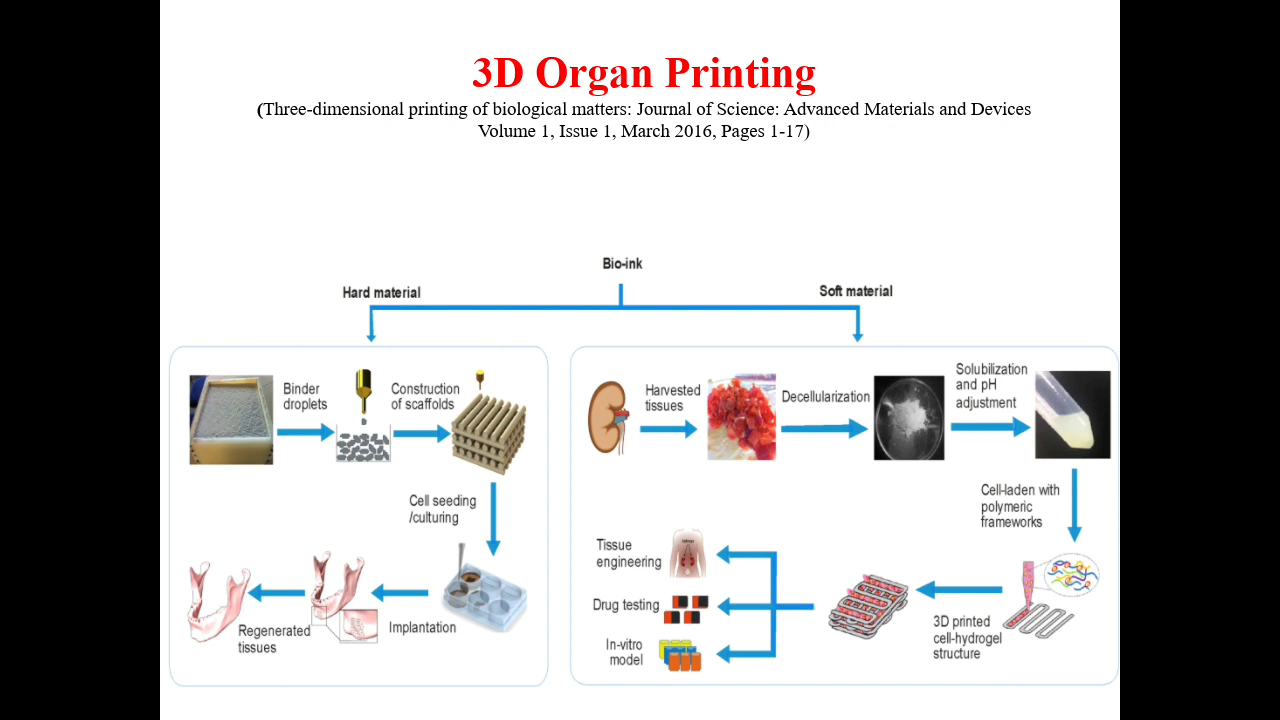 3D Organ Printing
(Three-dimensional printing of biological matters: Journal of Science: Advanced Materials and Devices
Volume 1, Issue 1, March 2016, Pages 1-17)
Bio-ink
Hard material
Soft material
Binder
droplets
Construction
of scaffolds
Cell seeding
/culturing
Implantation
Regenerated
tissues
Harvested
tissues
Decellularization
Solubilization
and pH
adjustment
Cell-laden with
polymeric
frameworks
3D printed
cell-hydrogel
structure
Tissue
engineering
Drug testing
In-vitro
model